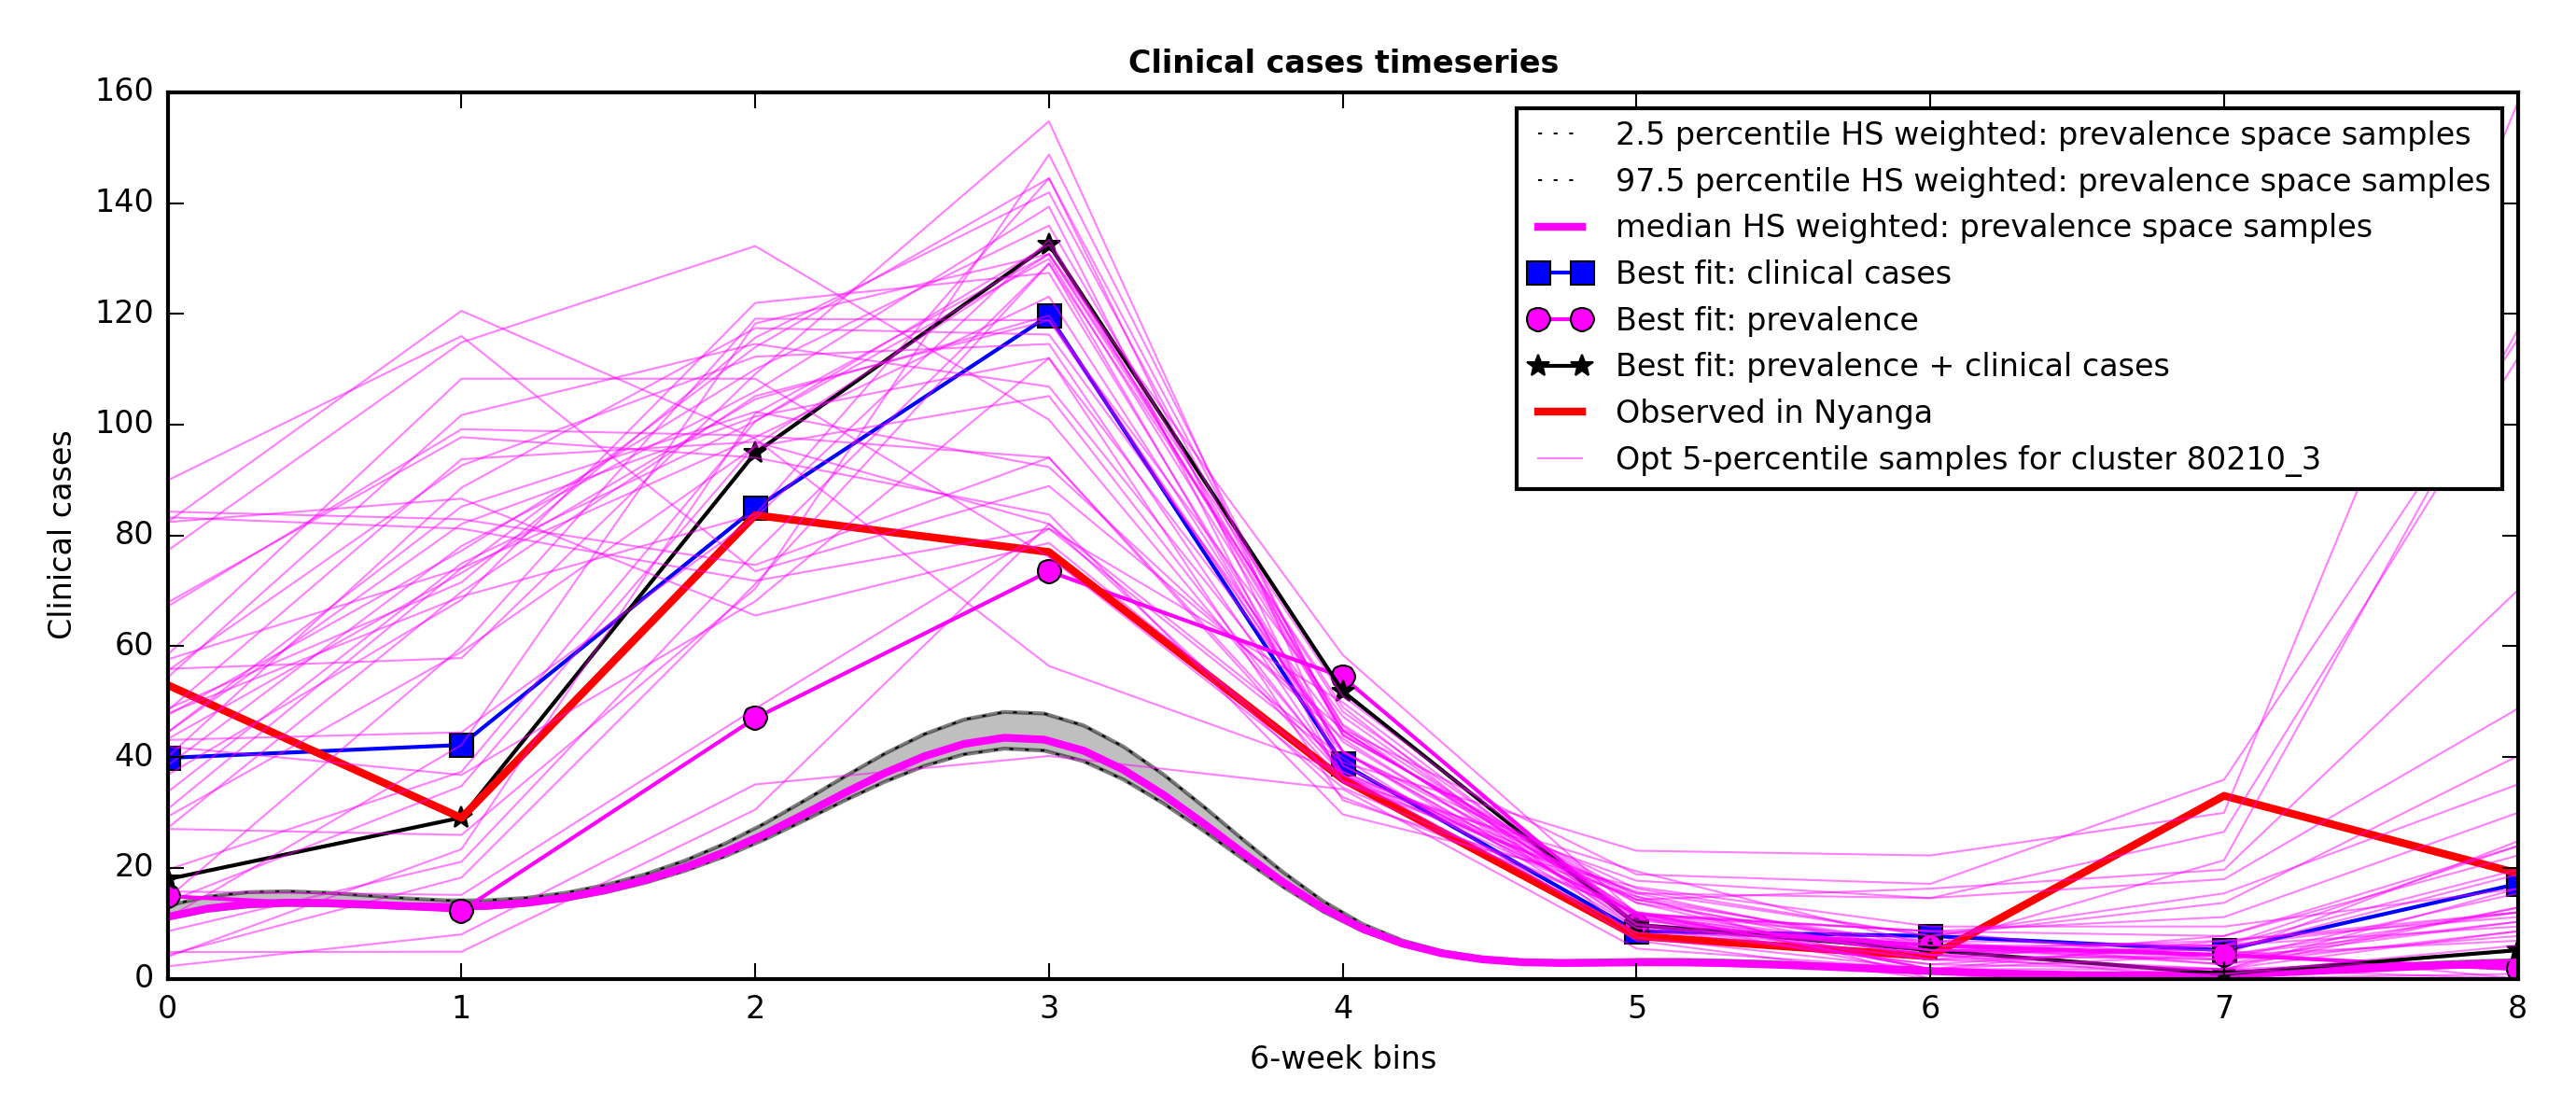 Clinical cases timeseries
160
140
120
100
80
60
40
20
0
Clinical cases
2.5 percentile HS weighted: prevalence space samples
97.5 percentile HS weighted: prevalence space samples
median HS weighted: prevalence space samples
Best fit: clinical cases
Best fit: prevalence
Best fit: prevalence + clinical cases
Observed in Nyanga
Opt 5-percentile samples for cluster 80210_3
0 1 2 3 4 5 6 7 8
6-week bins